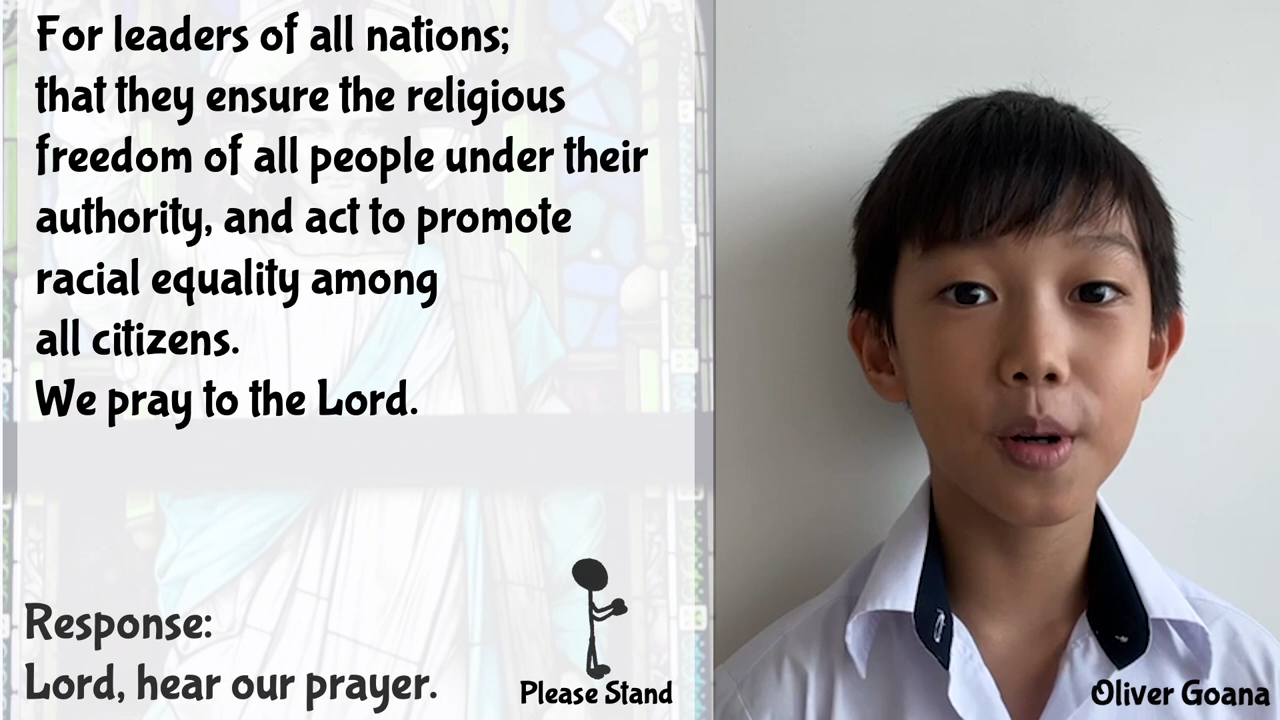 For leaders of all nations;
that they ensure the religious
freedom of all people under their
authority, and act to promote
racial equality among
all citizens.
We pray to the Lord.
Response:
Lord, hear our prayer.
Please Stand
Oliver Goana